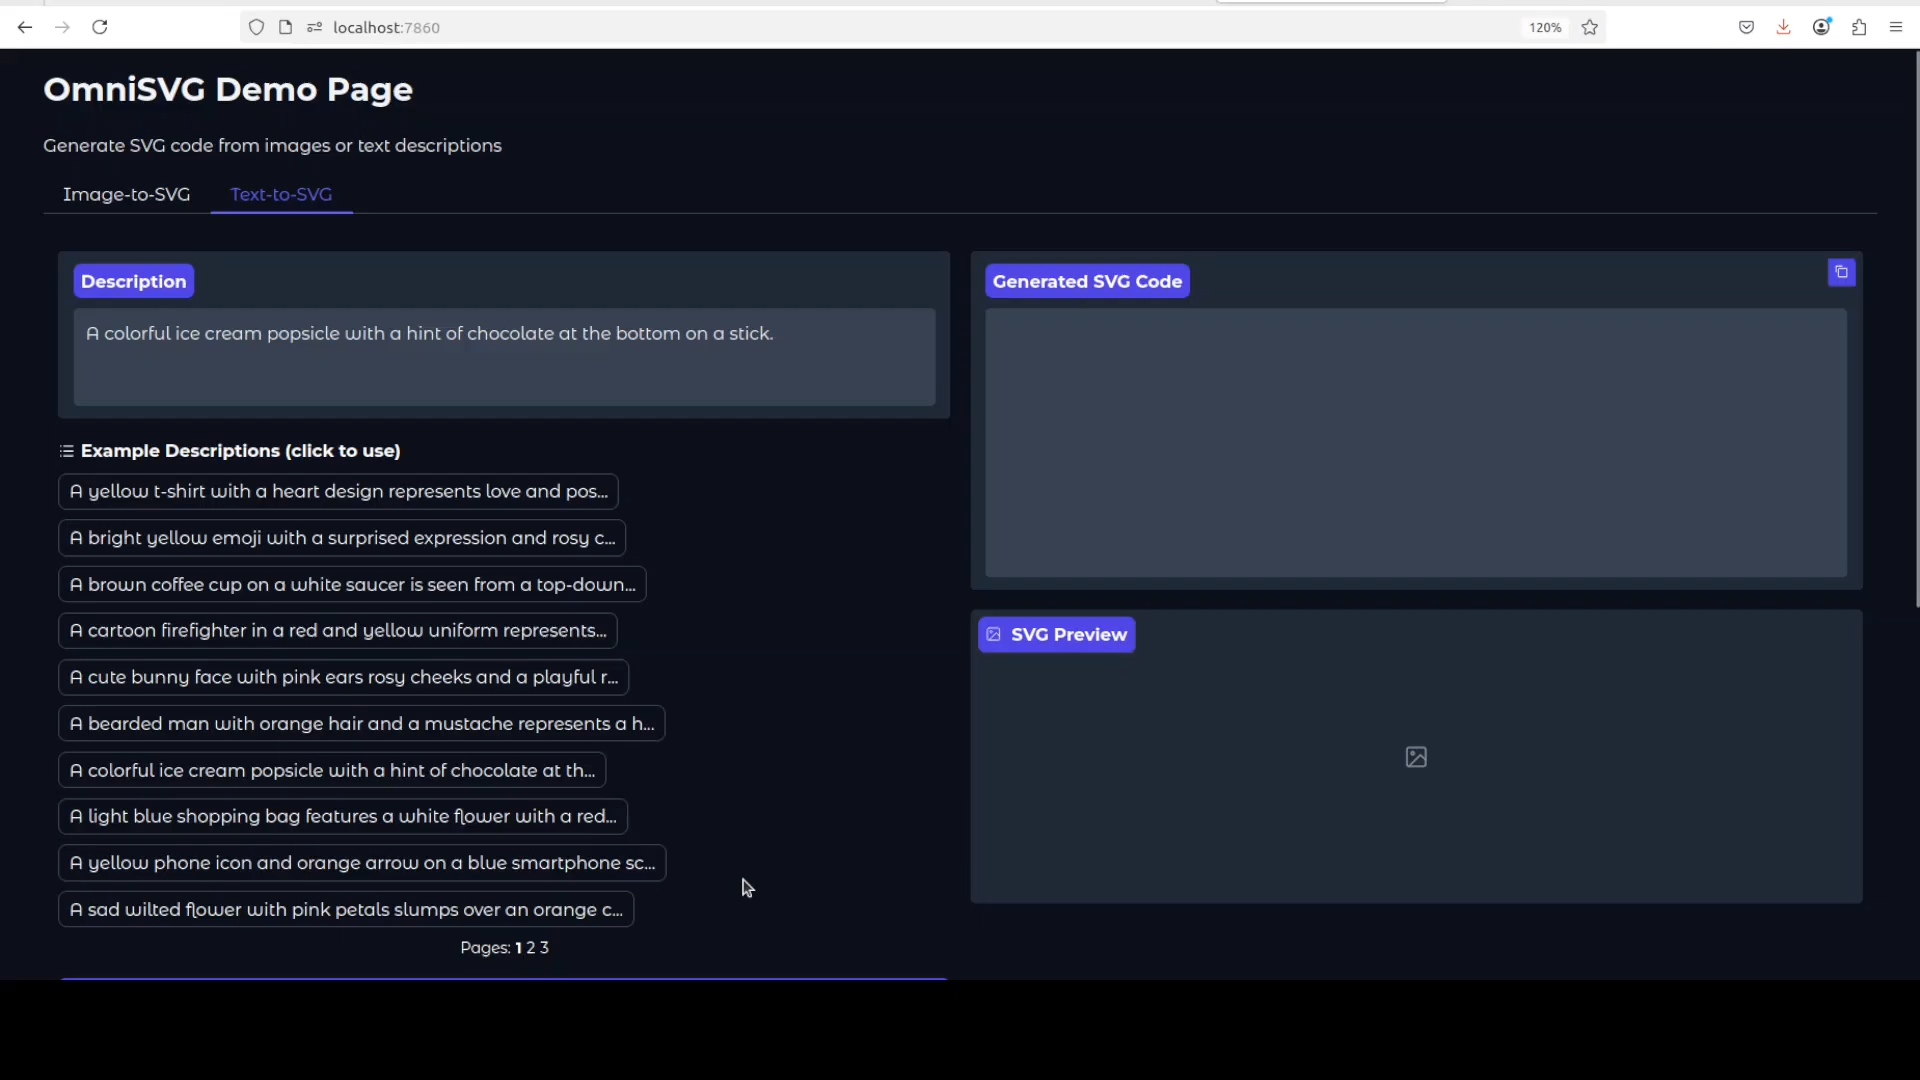 localhost:7860
120%
OmniSVG Demo Page
Generate SVG code from images or text descriptions
Image-to-SVG
Text-to-SVG
Description
A colorful ice cream popsicle with a hint of chocolate at the bottom on a stick.
Example Descriptions (click to use)
A yellow t-shirt with a heart design represents love and pos...
A bright yellow emoji with a surprised expression and rosy c...
A brown coffee cup on a white saucer is seen from a top-down...
A cartoon firefighter in a red and yellow uniform represents...
A cute bunny face with pink ears rosy cheeks and a playful r...
A bearded man with orange hair and a mustache represents a h...
A colorful ice cream popsicle with a hint of chocolate at th...
A light blue shopping bag features a white flower with a red...
A yellow phone icon and orange arrow on a blue smartphone sc...
A sad wilted flower with pink petals slumps over an orange c...
Pages: 1 2 3
Generated SVG Code
SVG Preview